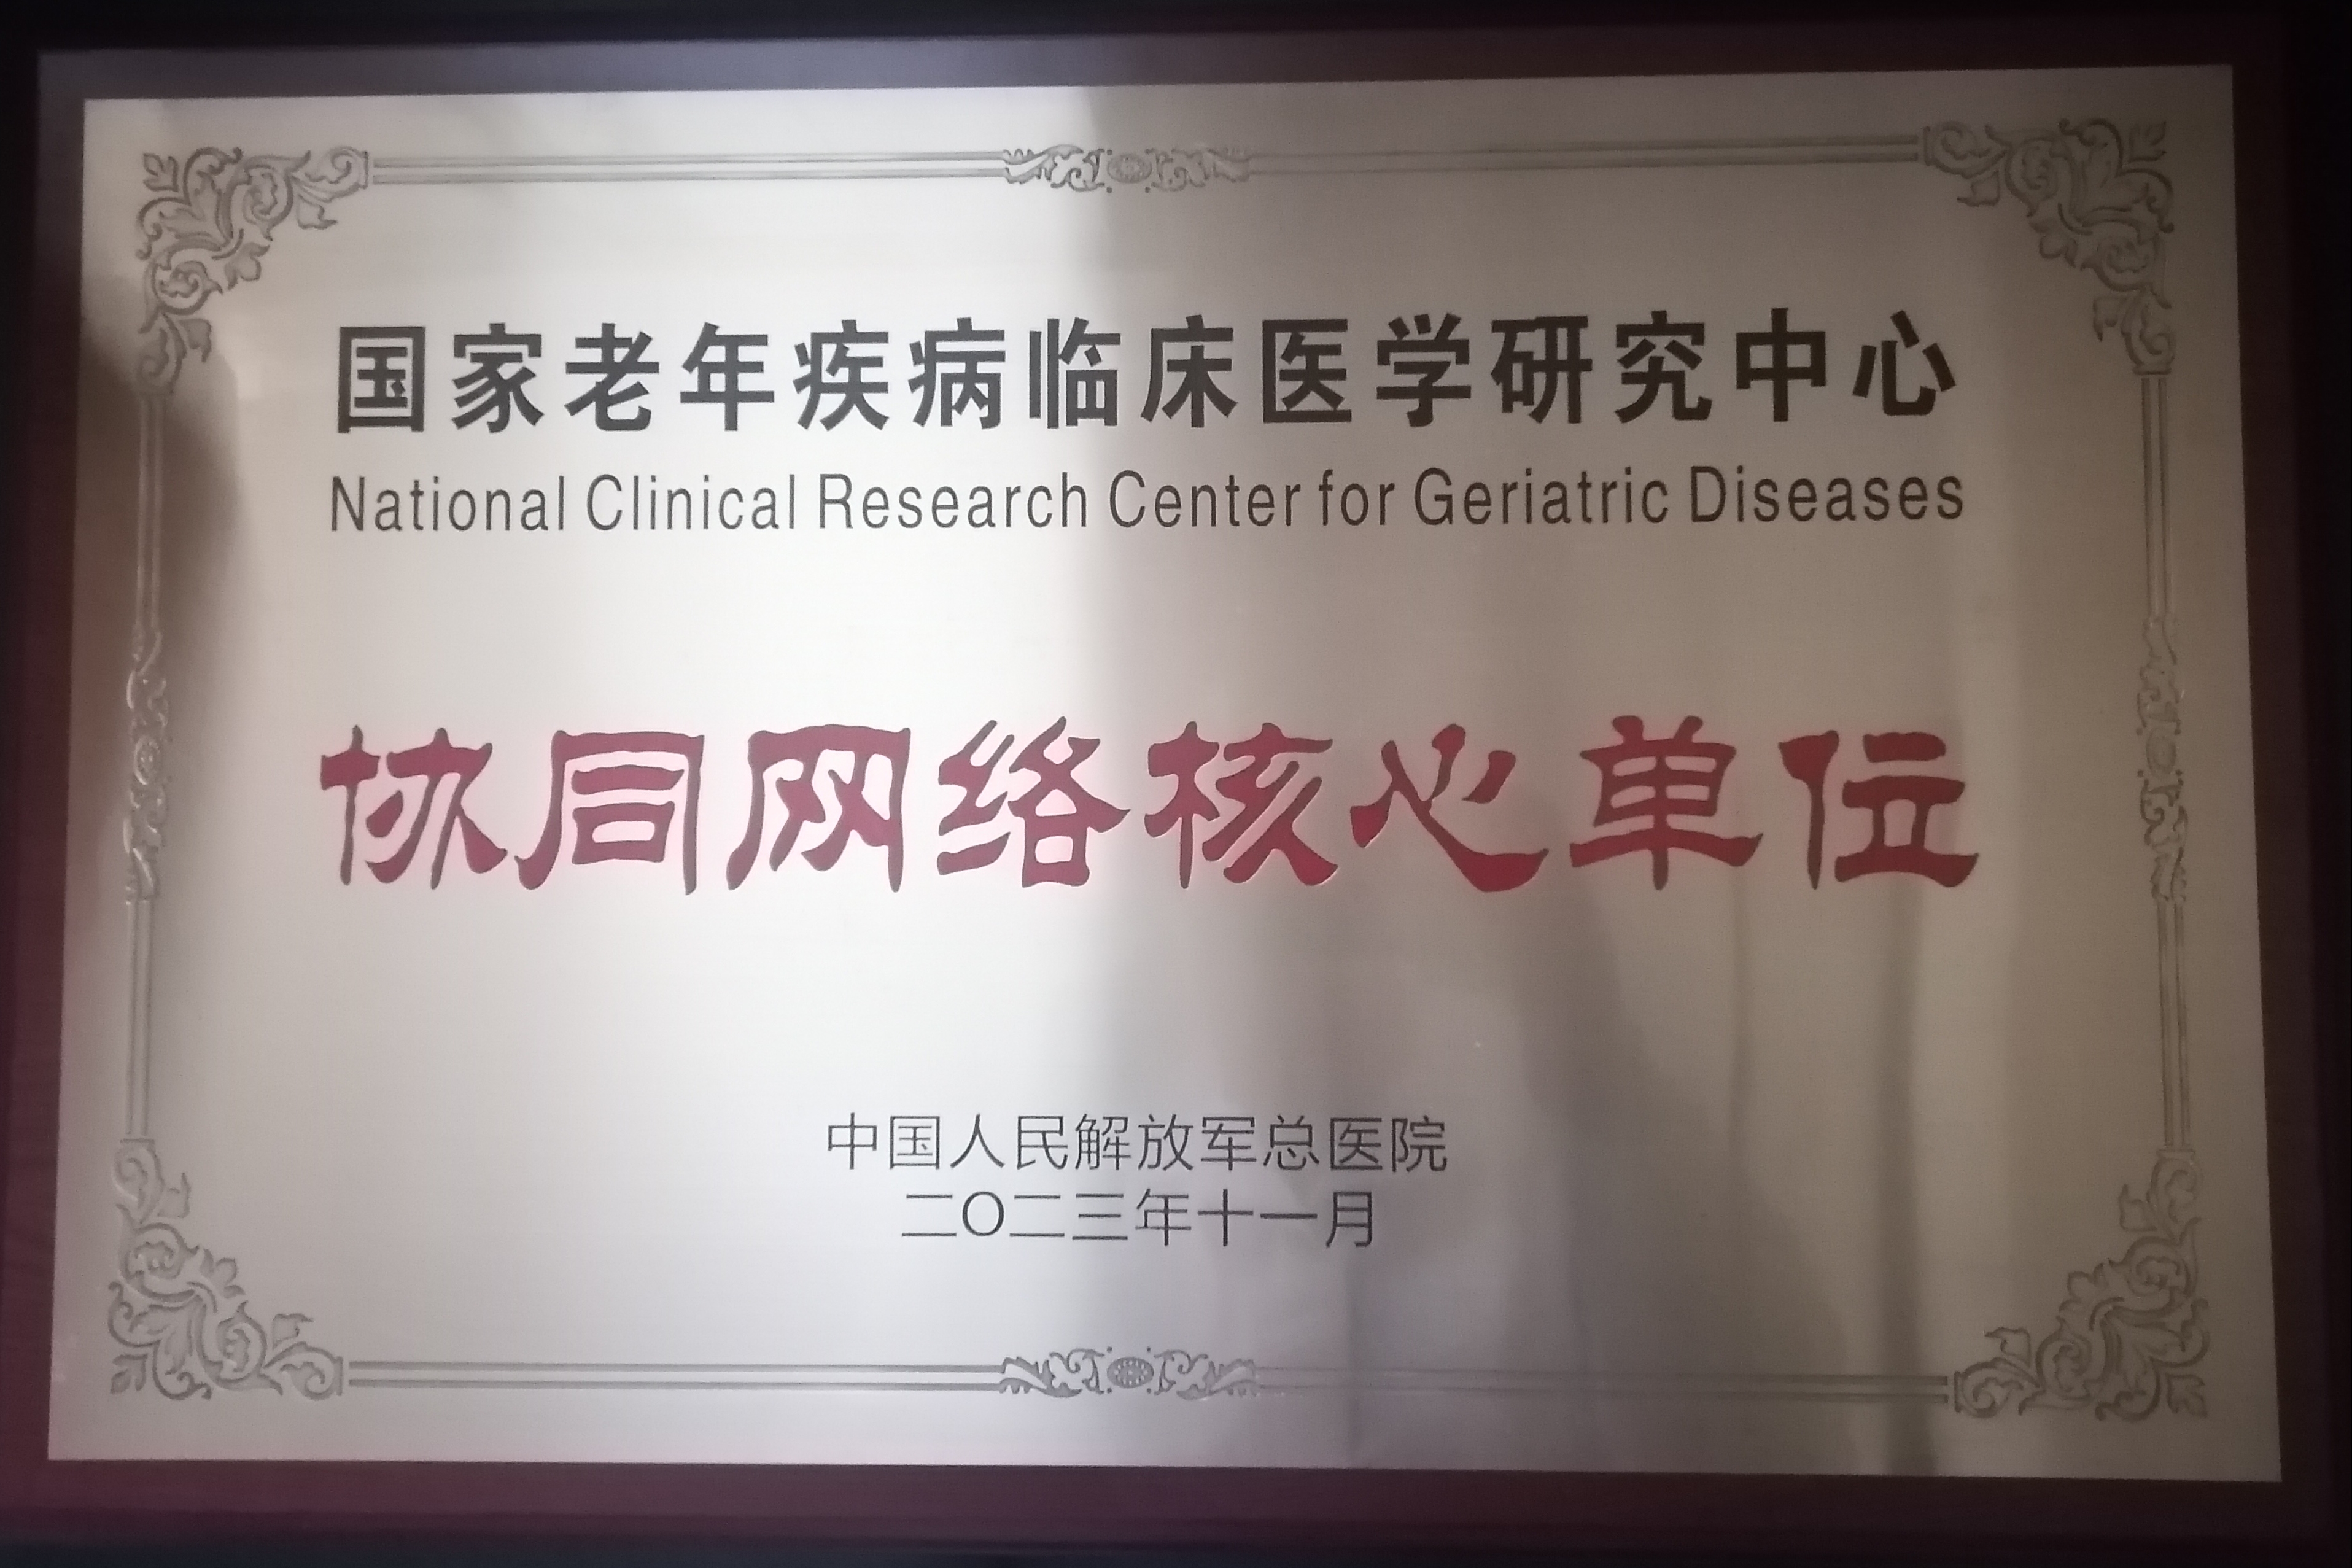 国家老年疾病临床医学研究中心
National Clinical Research Center for Geriatric Diseases
协同网络核心单位
中国人民解放军总医院
二〇二三年十一月